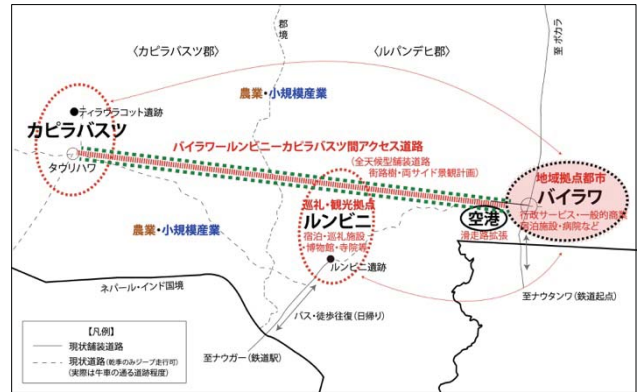 〈カピラバスツ郡〉
郡境
〈ルパンデヒ郡〉
至 ポカラ
農業・小規模産業
●ティラウラコット遺跡
カピラバスツ
タウリハワ
バイラワールンビニーカピラバスツ間アクセス道路
(全天候型舗装道路
街路樹・両サイド景観計画)
地域拠点都市
バイラワ
行政サービス・一般的商業
宿泊施設・病院など
巡礼・観光拠点
ルンビニ
宿泊・巡礼施設
・博物館・寺院等
空港
滑走路拡張
農業・小規模産業
ルンビニ遺跡
ネパール・インド国境
バス・徒歩往復(日帰り)
至ナウタンワ(鉄道起点)
至ナウガー(鉄道駅)
【凡例】
現状舗装道路
現状道路(乾季のみジープ走行可)
(実際は牛車の通る道跡程度)